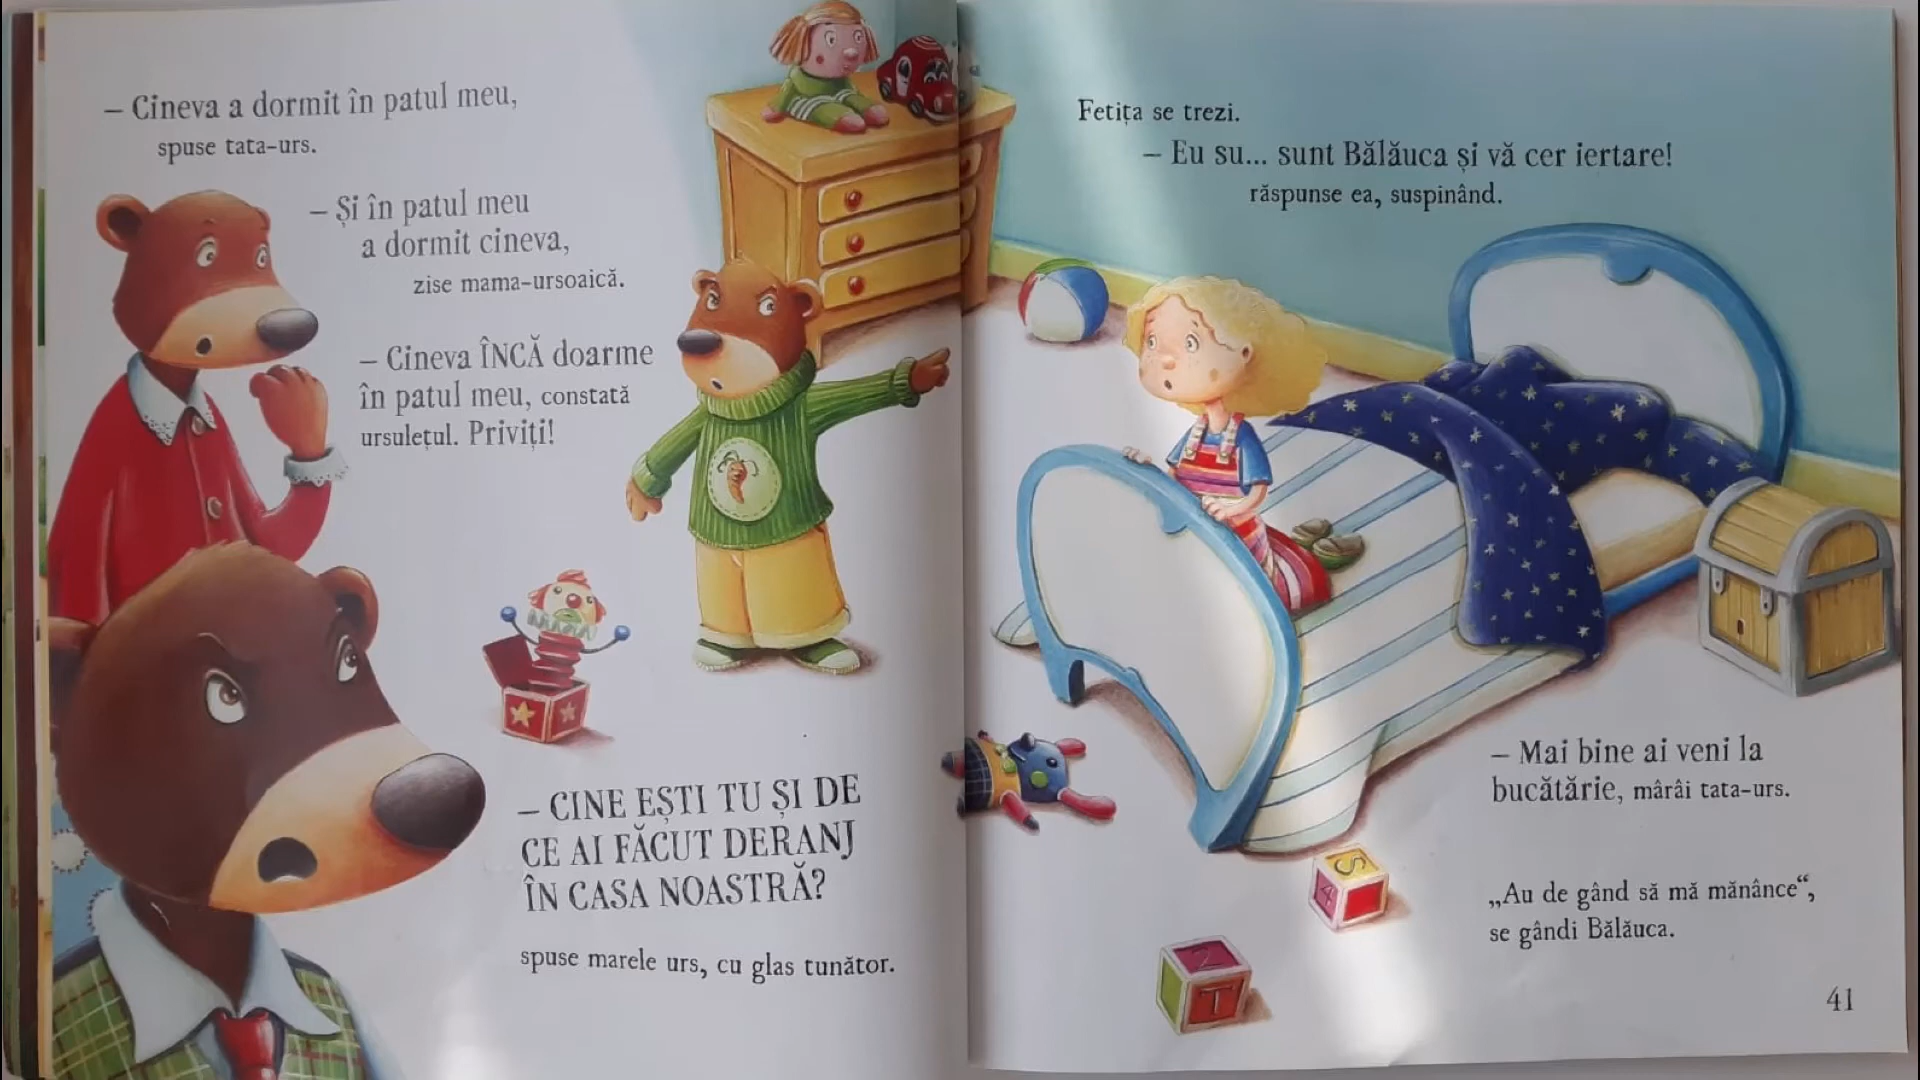 – Cineva a dormit în patul meu,
spuse tata-urs.
– Și în patul meu
a dormit cineva,
zise mama-ursoaică.
– Cineva ÎNCĂ doarme
în patul meu, constată
ursulețul. Priviți!
– CINE EȘTI TU ȘI DE
CE AI FĂCUT DERANJ
ÎN CASA NOASTRĂ?
spuse marele urs, cu glas tunător.
Fetița se trezi.
– Eu su... sunt Bălăuca și vă cer iertare!
răspunse ea, suspinând.
– Mai bine ai veni la
bucătărie, mârâi tata-urs.
„Au de gând să mă mănânce“,
se gândi Bălăuca.
S
4
2
T
41